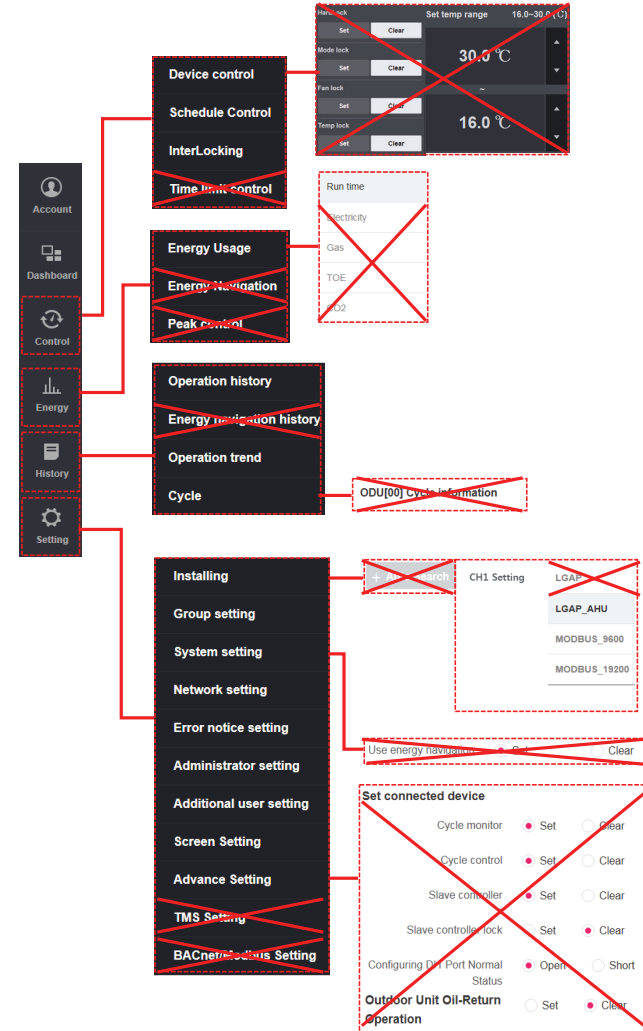 Account
Dashboard
Control
Energy
History
Setting
Device control
Schedule Control
InterLocking
Time limit control
Hard lock
Set Clear
Mode lock
Set Clear
Fan lock
Set Clear
Temp lock
Set Clear
Set temp range 16.0~30.0 (°C)
30.0 °C
~
16.0 °C
Energy Usage
Energy Navigation
Peak control
Run time
Electricity
Gas
TOE
CO2
Operation history
Energy navigation history
Operation trend
Cycle
ODU[00] Cycle information
Installing
Group setting
System setting
Network setting
Error notice setting
Administrator setting
Additional user setting
Screen Setting
Advance Setting
TMS Setting
BACnet/Modbus Setting
+ Auto search
CH1 Setting
LGAP
LGAP_AHU
MODBUS_9600
MODBUS_19200
Use energy navigation Set Clear
Set connected device
Cycle monitor Set Clear
Cycle control Set Clear
Slave controller Set Clear
Slave controller lock Set Clear
Configuring DI1 Port Normal
Status
Open Short
Outdoor Unit Oil-Return
Operation
Set Clear